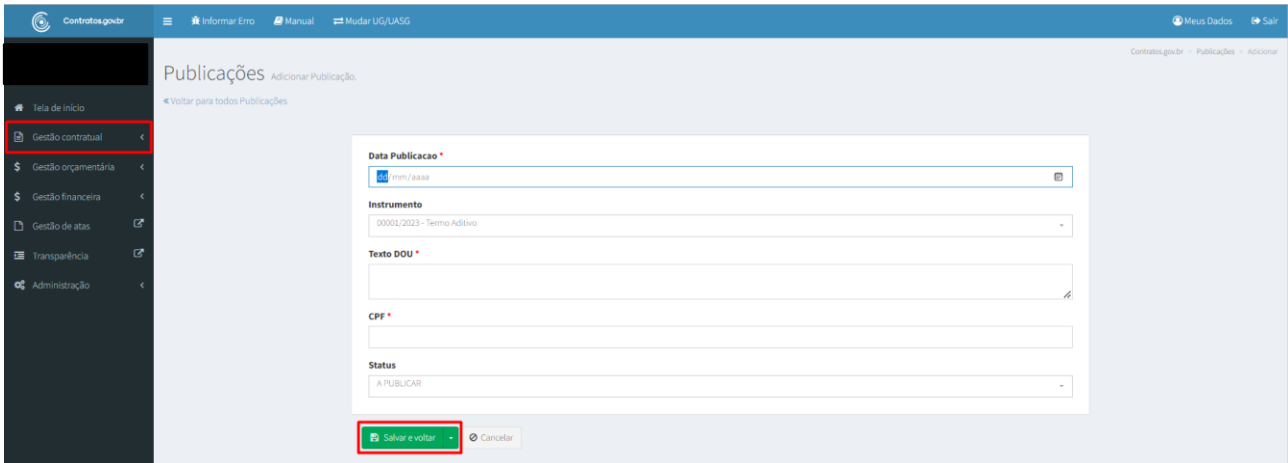 Contratos.gov.br
Informar Erro Manual Mudar UG/UASG Meus Dados Sair
Contratos.gov.br > Publicações > Adicionar
Publicações Adicionar Publicação.
« Voltar para todos Publicações
Tela de início
Gestão contratual
Gestão orçamentária
Gestão financeira
Gestão de atas
Transparência
Administração
Data Publicacao *
dd/mm/aaaa
Instrumento
00001/2023 - Termo Aditivo
Texto DOU *
CPF *
Status
A PUBLICAR
Salvar e voltar Cancelar